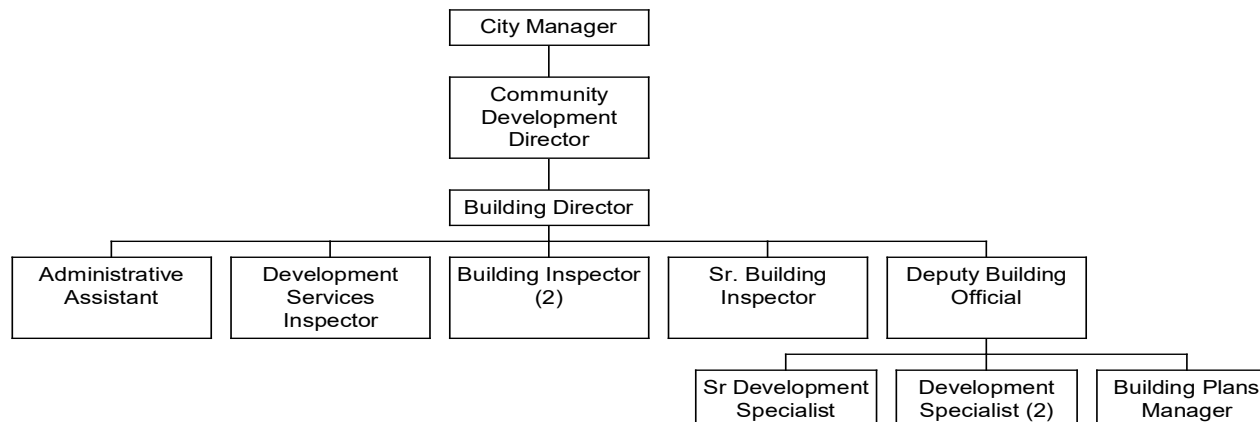 City Manager
Community
Development
Director
Building Director
Administrative
Assistant
Development
Services
Inspector
Building Inspector
(2)
Sr. Building
Inspector
Deputy Building
Official
Sr Development
Specialist
Development
Specialist (2)
Building Plans
Manager